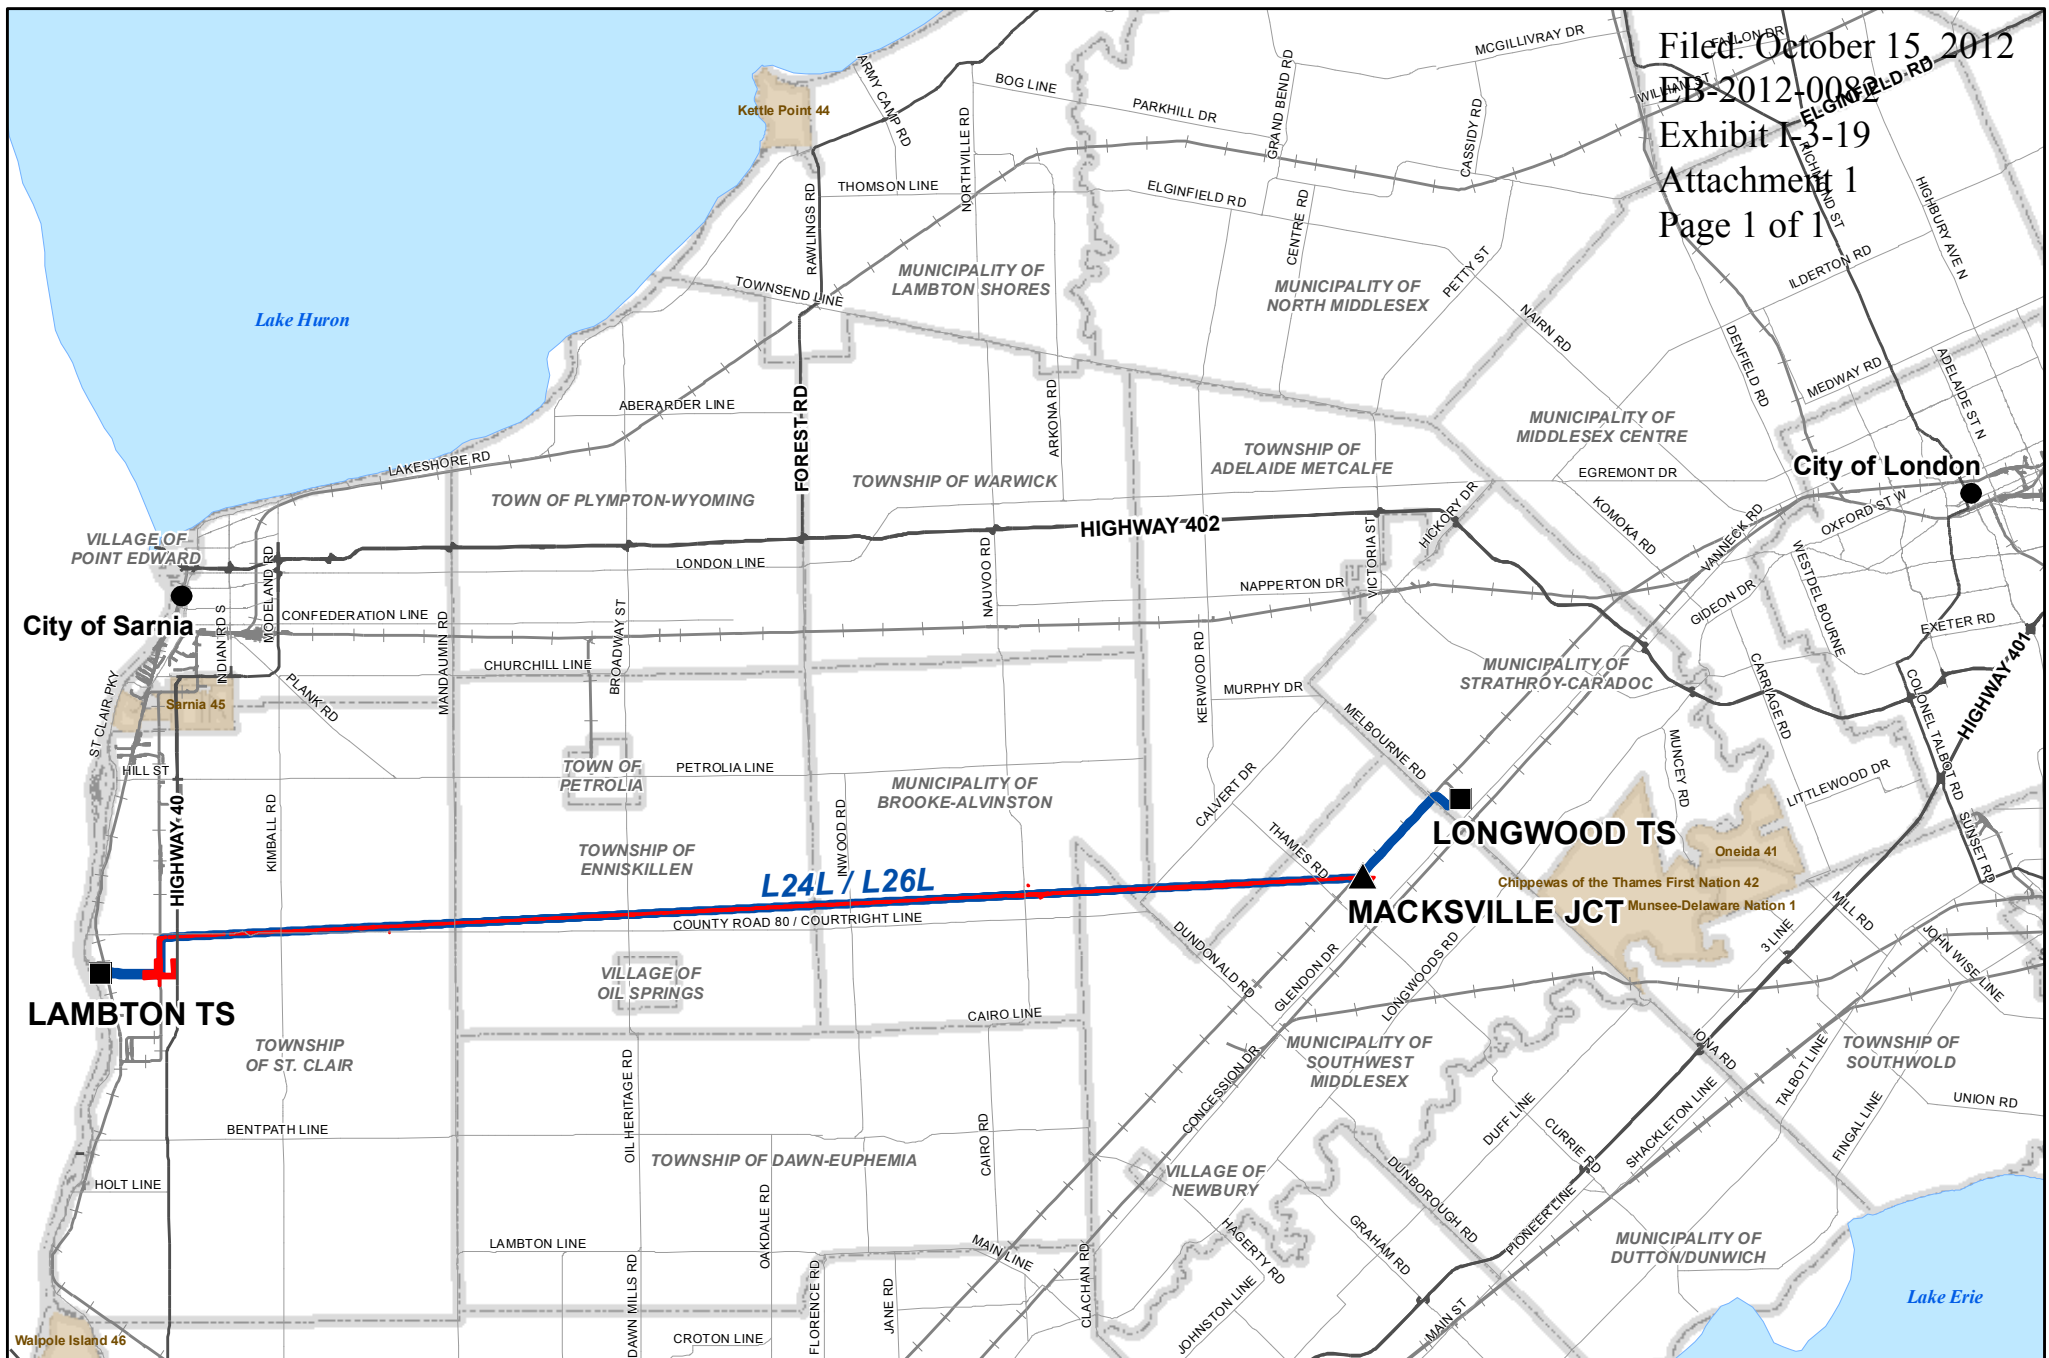 Filed: October 15, 2012
EB-2012-0082
Exhibit I-3-19
Attachment 1
Page 1 of 1
MCGILLIVRAY DR
FALLON DR
ARMY CAMP RD
BOG LINE
GRAND BEND RD
WILLIAM ST
ELGINFIELD RD
Kettle Point 44
NORTHVILLE RD
PARKHILL DR
CASSIDY RD
RICHMOND ST
THOMSON LINE
ELGINFIELD RD
HIGHBURY AVE N
RAWLINGS RD
CENTRE RD
ILDERTON RD
TOWNSEND LINE
MUNICIPALITY OF
LAMBTON SHORES
MUNICIPALITY OF
NORTH MIDDLESEX
PETTY ST
Lake Huron
NAIRN RD
DENFIELD RD
MEDWAY RD
ADELAIDE ST N
ABERARDER LINE
FOREST RD
ARKONA RD
MUNICIPALITY OF
MIDDLESEX CENTRE
LAKESHORE RD
TOWNSHIP OF
ADELAIDE METCALFE
EGREMONT DR
City of London
TOWN OF PLYMPTON-WYOMING
TOWNSHIP OF WARWICK
HICKORY DR
KOMOKA RD
OXFORD ST W
VILLAGE OF
POINT EDWARD
MODELAND RD
HIGHWAY 402
VICTORIA ST
VANNECK RD
LONDON LINE
NAUVOO RD
NAPPERTON DR
GIDEON DR
WESTDEL BOURNE
City of Sarnia
INDIAN RD S
CONFEDERATION LINE
MANDAUMIN RD
BROADWAY ST
EXETER RD
CHURCHILL LINE
KERWOOD RD
MUNICIPALITY OF
STRATHROY-CARADOC
CARRIAGE RD
HIGHWAY 401
ST CLAIR PKY
Sarnia 45
PLANK RD
MURPHY DR
MELBOURNE RD
COLONEL TALBOT RD
HILL ST
TOWN OF
PETROLIA
PETROLIA LINE
MUNICIPALITY OF
BROOKE-ALVINSTON
CALVERT DR
MUNCEY RD
LITTLEWOOD DR
HIGHWAY 40
KIMBALL RD
INWOOD RD
THAMES RD
LONGWOOD TS
SUNSET RD
TOWNSHIP OF
ENNISKILLEN
L24L / L26L
Oneida 41
Chippewas of the Thames First Nation 42
MACKSVILLE JCT
Munsee-Delaware Nation 1
COUNTY ROAD 80 / COURTRIGHT LINE
MILL RD
3 LINE
JOHN WISE LINE
DUNDONALD RD
GLENDON DR
LONGWOODS RD
VILLAGE OF
OIL SPRINGS
LAMBTON TS
CAIRO LINE
TOWNSHIP
OF ST. CLAIR
OIL HERITAGE RD
MUNICIPALITY OF
SOUTHWEST
MIDDLESEX
IONA RD
TALBOT LINE
TOWNSHIP OF
SOUTHWOLD
CONCESSION DR
UNION RD
BENTPATH LINE
CAIRO RD
DUFF LINE
CURRIE RD
SHACKLETON LINE
FINGAL LINE
TOWNSHIP OF DAWN-EUPHEMIA
HOLT LINE
OAKDALE RD
VILLAGE OF
NEWBURY
DUNBOROUGH RD
PIONEER LINE
LAMBTON LINE
MAIN LINE
HAGERTY RD
GRAHAM RD
MUNICIPALITY OF
DUTTON/DUNWICH
DAWN MILLS RD
FLORENCE RD
JANE RD
CLACHAN RD
JOHNSTON LINE
MAIN ST
Lake Erie
Walpole Island 46
CROTON LINE